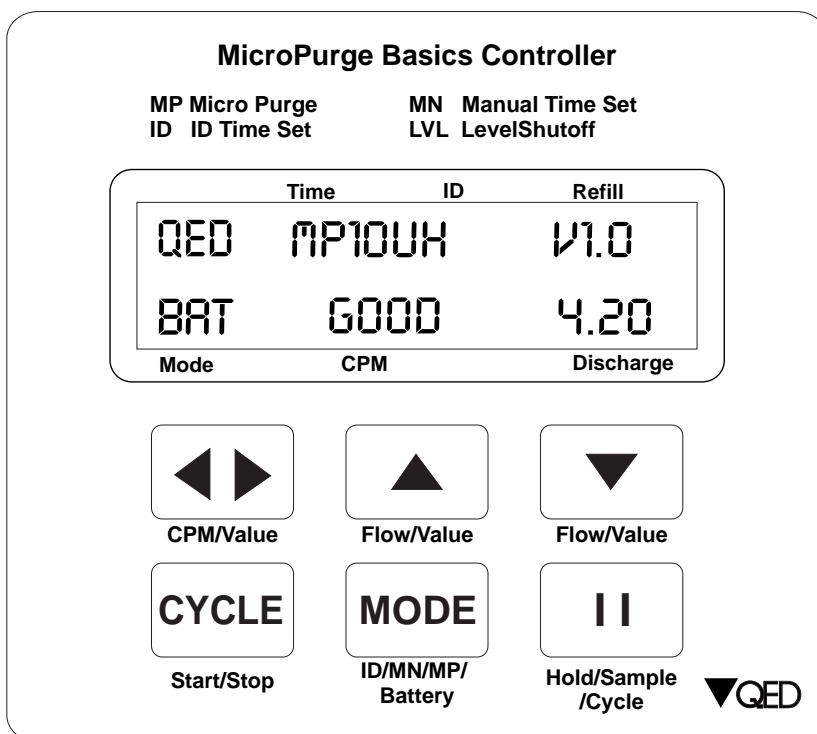 MicroPurge Basics Controller
MP Micro Purge MN Manual Time Set
ID ID Time Set LVL LevelShutoff
Time ID Refill
QED MP10UH V1.0
BAT GOOD 4.20
Mode CPM Discharge
CPM/Value Flow/Value Flow/Value
CYCLE MODE II
Start/Stop ID/MN/MP/ Hold/Sample
Battery /Cycle
QED